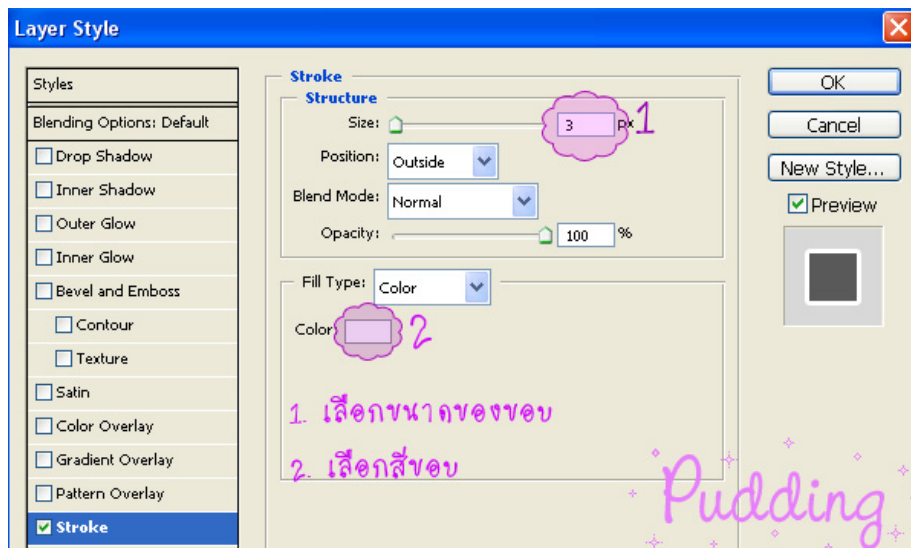 Layer Style
Styles
Blending Options: Default
Drop Shadow
Inner Shadow
Outer Glow
Inner Glow
Bevel and Emboss
Contour
Texture
Satin
Color Overlay
Gradient Overlay
Pattern Overlay
Stroke
Stroke
Structure
Size: 3 px 1
Position: Outside
Blend Mode: Normal
Opacity: 100 %
Fill Type: Color
Color: 2
1. เลือกขนาดของขอบ
2. เลือกสีขอบ
OK
Cancel
New Style...
Preview
Pudding